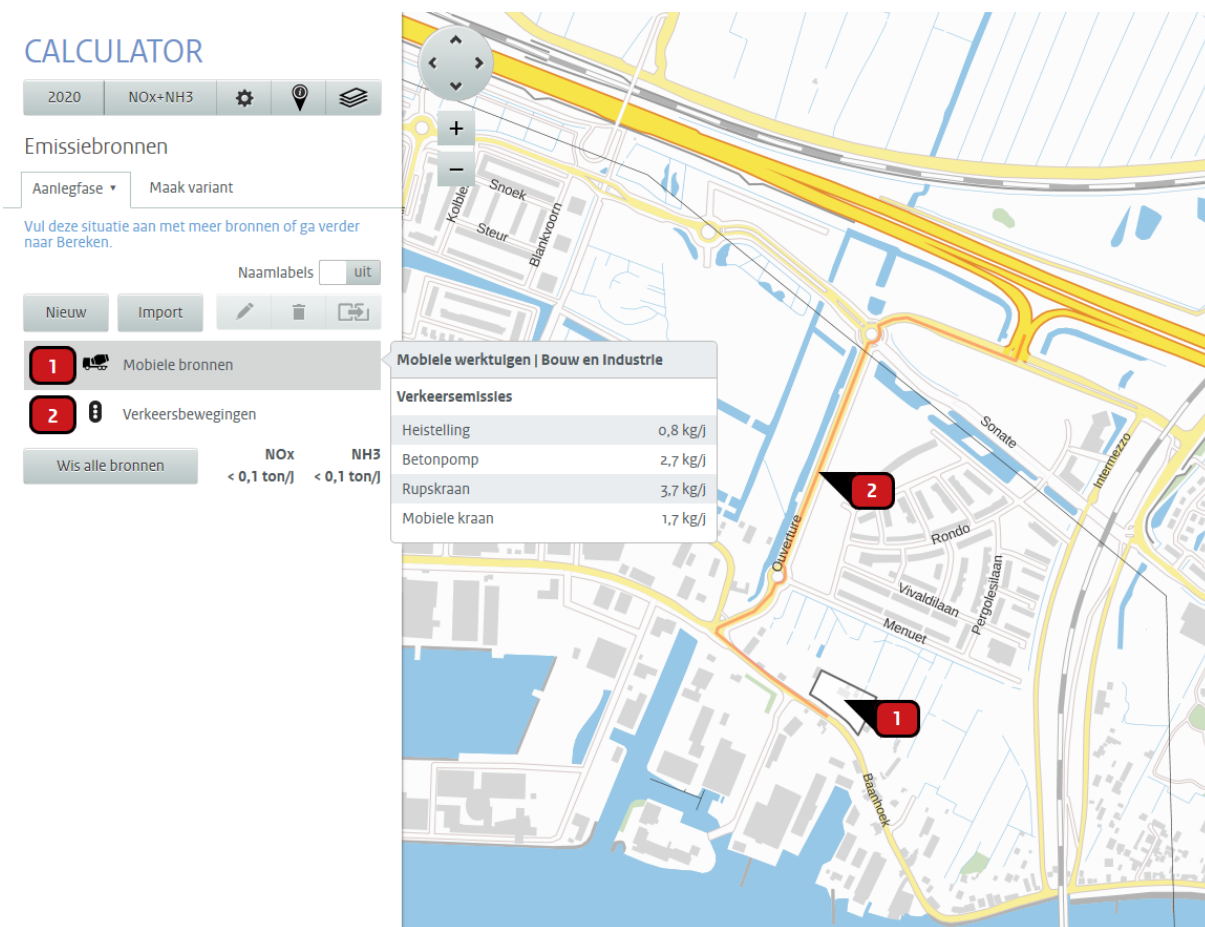 CALCULATOR
2020 NOx+NH3
Emissiebronnen
Aanlegfase ▾ Maak variant
Vul deze situatie aan met meer bronnen of ga verder
naar Bereken.
Naamlabels uit
Nieuw Import
1 Mobiele bronnen
2 Verkeersbewegingen
Wis alle bronnen
NOx NH3
< 0,1 ton/j < 0,1 ton/j
Mobiele werktuigen | Bouw en Industrie
Verkeersemissies
Heistelling 0,8 kg/j
Betonpomp 2,7 kg/j
Rupskraan 3,7 kg/j
Mobiele kraan 1,7 kg/j
+
−
Snoek
Steur
Blankvoorn
Sonate
Intermezzo
2
Ouverture
Rondo
Vivaldilaan
Pergolesilaan
Menuet
1
Baanhoek